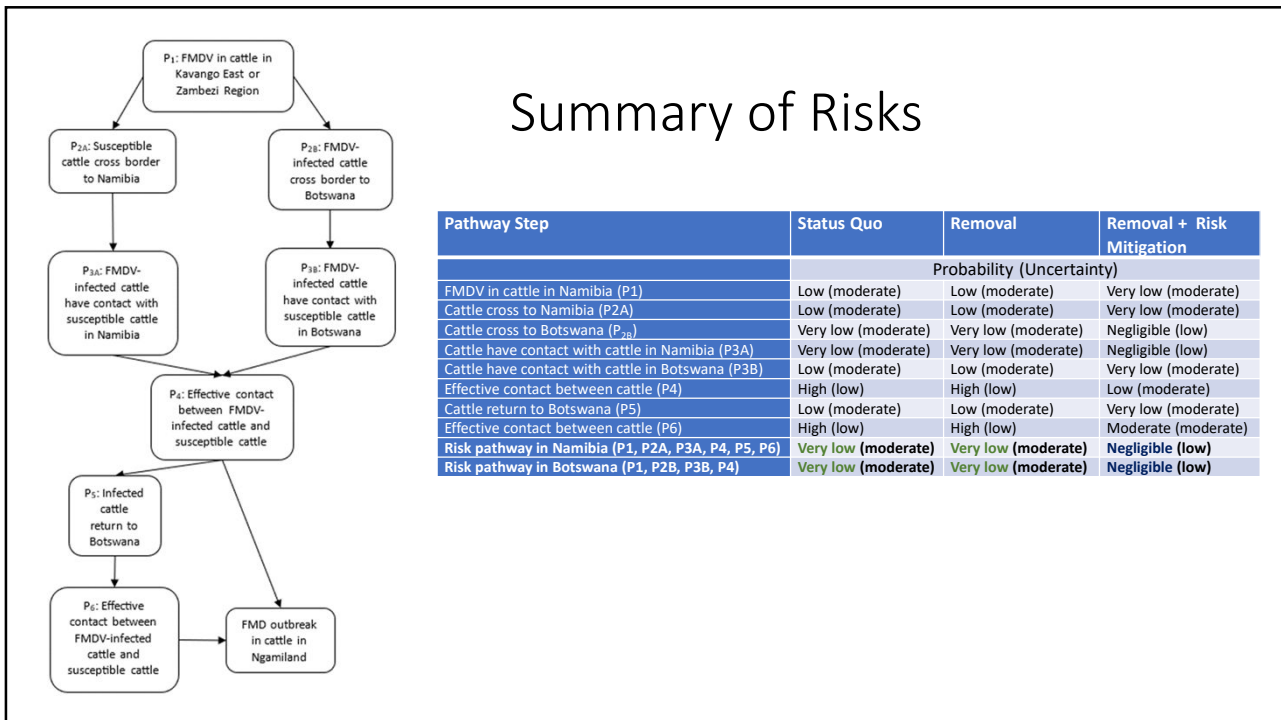 P1: FMDV in cattle in
Kavango East or
Zambezi Region
Summary of Risks
P2A: Susceptible
cattle cross border
to Namibia
P2B: FMDV-
infected cattle
cross border to
Botswana
P3A: FMDV-
infected cattle
have contact with
susceptible cattle
in Namibia
P3B: FMDV-
infected cattle
have contact with
susceptible cattle
in Botswana
P4: Effective contact
between FMDV-
infected cattle and
susceptible cattle
P5: Infected
cattle
return to
Botswana
P6: Effective
contact between
FMDV-infected
cattle and
susceptible cattle
FMD outbreak
in cattle in
Ngamiland
Pathway Step Status Quo Removal Removal + Risk
Mitigation
Probability (Uncertainty)
FMDV in cattle in Namibia (P1) Low (moderate) Low (moderate) Very low (moderate)
Cattle cross to Namibia (P2A) Low (moderate) Low (moderate) Very low (moderate)
Cattle cross to Botswana (P2B) Very low (moderate) Very low (moderate) Negligible (low)
Cattle have contact with cattle in Namibia (P3A) Very low (moderate) Very low (moderate) Negligible (low)
Cattle have contact with cattle in Botswana (P3B) Low (moderate) Low (moderate) Very low (moderate)
Effective contact between cattle (P4) High (low) High (low) Low (moderate)
Cattle return to Botswana (P5) Low (moderate) Low (moderate) Very low (moderate)
Effective contact between cattle (P6) High (low) High (low) Moderate (moderate)
Risk pathway in Namibia (P1, P2A, P3A, P4, P5, P6) Very low (moderate) Very low (moderate) Negligible (low)
Risk pathway in Botswana (P1, P2B, P3B, P4) Very low (moderate) Very low (moderate) Negligible (low)